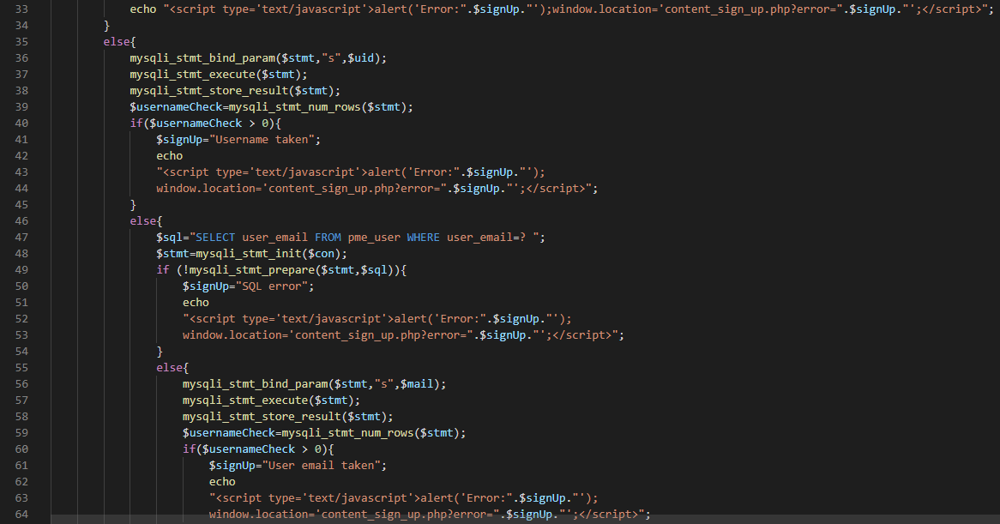 33 echo "<script type='text/javascript'>alert('Error:".$signUp."');window.location='content_sign_up.php?error=".$signUp."';</script>";
34 }
35 else{
36 mysqli_stmt_bind_param($stmt,"s",$uid);
37 mysqli_stmt_execute($stmt);
38 mysqli_stmt_store_result($stmt);
39 $usernameCheck=mysqli_stmt_num_rows($stmt);
40 if($usernameCheck > 0){
41 $signUp="Username taken";
42 echo
43 "<script type='text/javascript'>alert('Error:".$signUp."');
44 window.location='content_sign_up.php?error=".$signUp."';</script>";
45 }
46 else{
47 $sql="SELECT user_email FROM pme_user WHERE user_email=? ";
48 $stmt=mysqli_stmt_init($con);
49 if (!mysqli_stmt_prepare($stmt,$sql)){
50 $signUp="SQL error";
51 echo
52 "<script type='text/javascript'>alert('Error:".$signUp."');
53 window.location='content_sign_up.php?error=".$signUp."';</script>";
54 }
55 else{
56 mysqli_stmt_bind_param($stmt,"s",$mail);
57 mysqli_stmt_execute($stmt);
58 mysqli_stmt_store_result($stmt);
59 $usernameCheck=mysqli_stmt_num_rows($stmt);
60 if($usernameCheck > 0){
61 $signUp="User email taken";
62 echo
63 "<script type='text/javascript'>alert('Error:".$signUp."');
64 window.location='content_sign_up.php?error=".$signUp."';</script>";